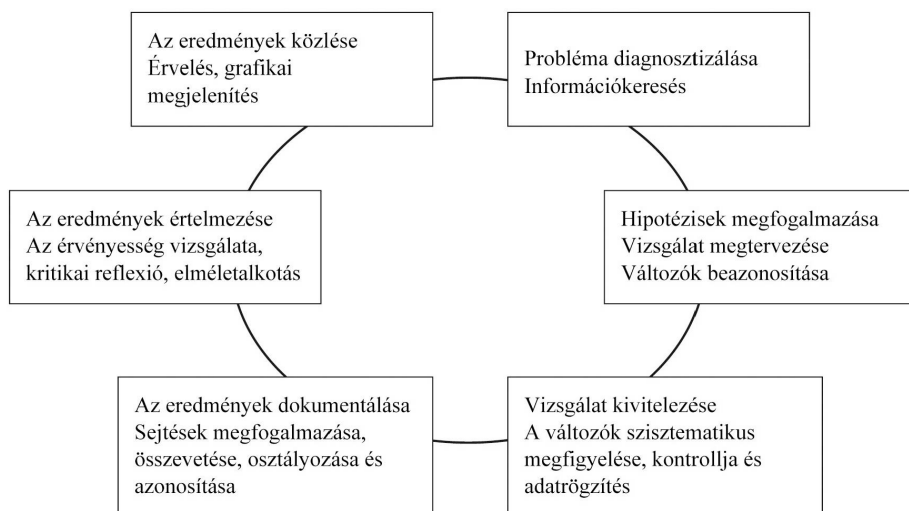 Az eredmények közlése
Érvelés, grafikai
megjelenítés
Probléma diagnosztizálása
Információkeresés
Az eredmények értelmezése
Az érvényesség vizsgálata,
kritikai reflexió, elméletalkotás
Hipotézisek megfogalmazása
Vizsgálat megtervezése
Változók beazonosítása
Az eredmények dokumentálása
Sejtések megfogalmazása,
összevetése, osztályozása és
azonosítása
Vizsgálat kivitelezése
A változók szisztematikus
megfigyelése, kontrollja és
adatrögzítés